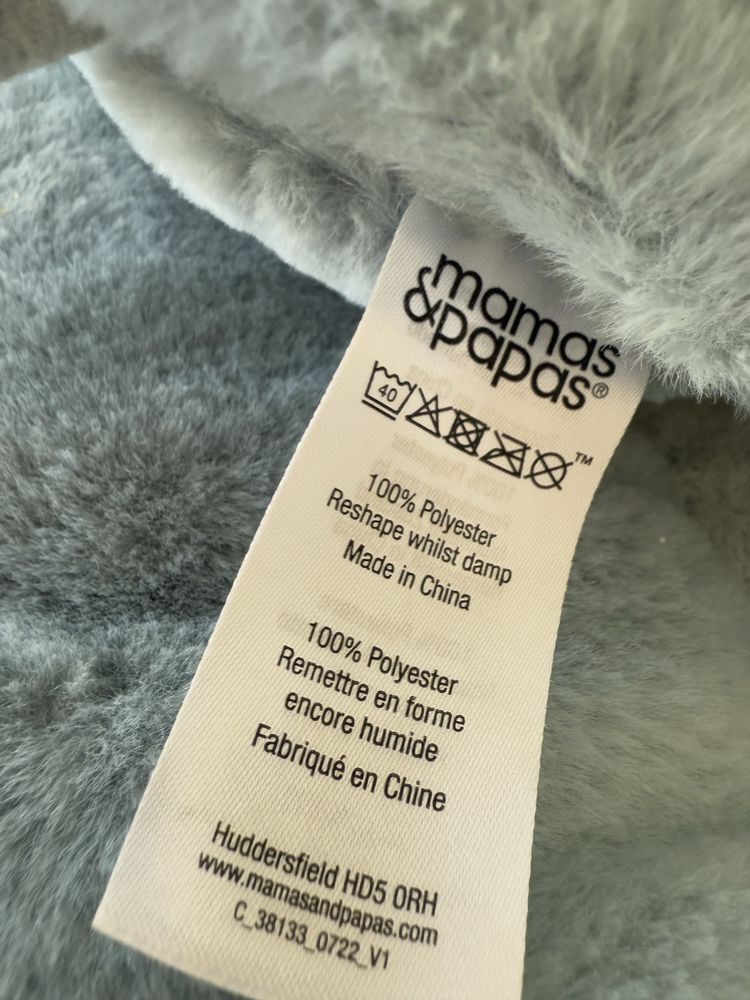 mamas
&papas®
40 ™
100% Polyester
Reshape whilst damp
Made in China
100% Polyester
Remettre en forme
encore humide
Fabriqué en Chine
Huddersfield HD5 0RH
www.mamasandpapas.com
C_38133_0722_V1